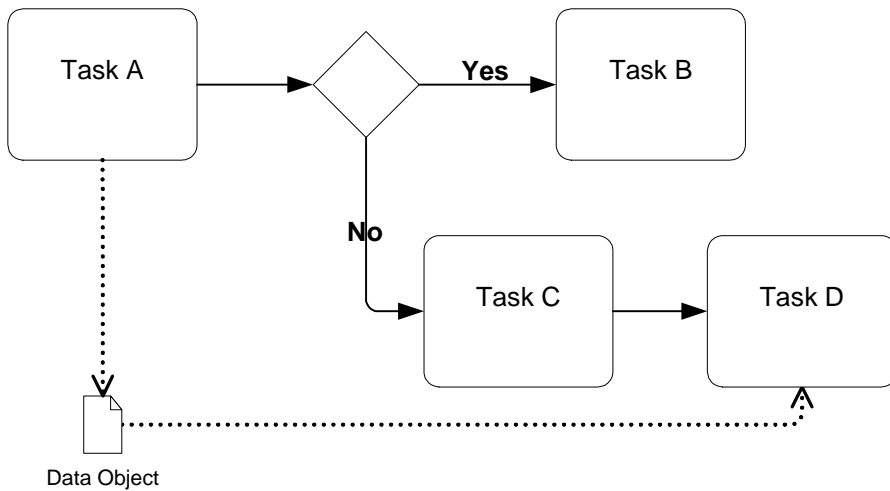 Task A
Yes
Task B
No
Task C
Task D
Data Object